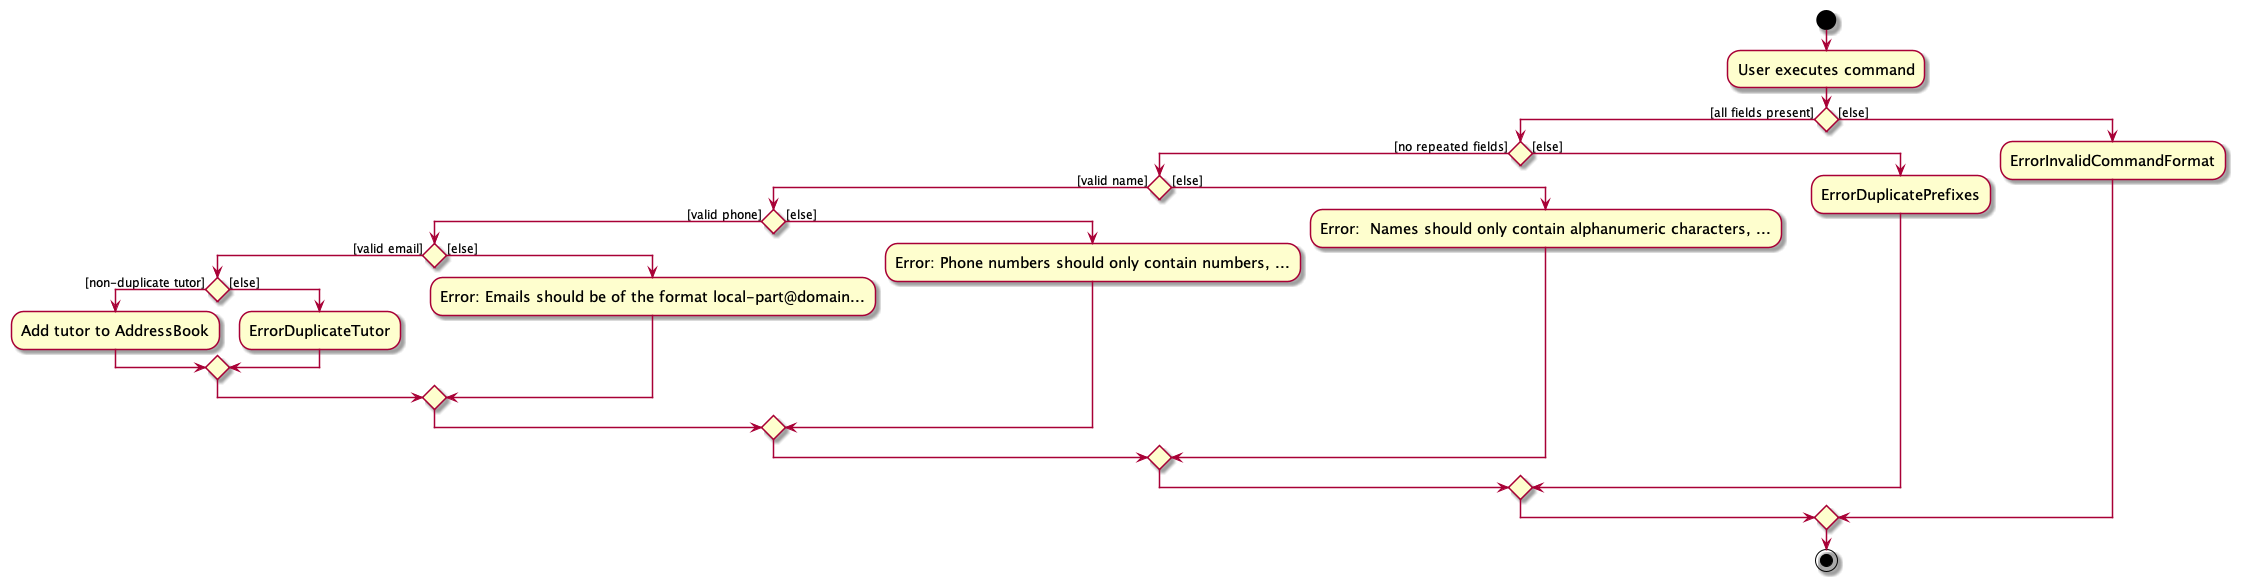 User executes command
[all fields present]
[else]
[no repeated fields]
[else]
ErrorInvalidCommandFormat
[valid name]
[else]
ErrorDuplicatePrefixes
[valid phone]
[else]
Error:  Names should only contain alphanumeric characters, ...
[valid email]
[else]
Error: Phone numbers should only contain numbers, ...
[non-duplicate tutor]
[else]
Error: Emails should be of the format local-part@domain...
Add tutor to AddressBook
ErrorDuplicateTutor